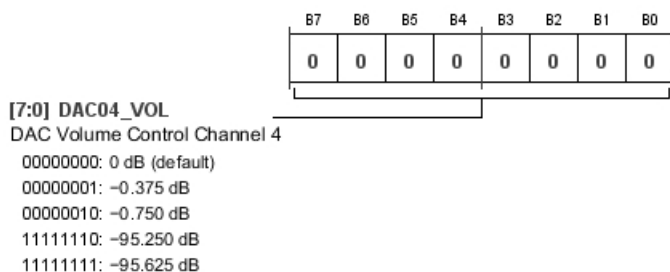 B7 B6 B5 B4 B3 B2 B1 B0
0 0 0 0 0 0 0 0
[7:0] DAC04_VOL
DAC Volume Control Channel 4
00000000: 0 dB (default)
00000001: −0.375 dB
00000010: −0.750 dB
11111110: −95.250 dB
11111111: −95.625 dB